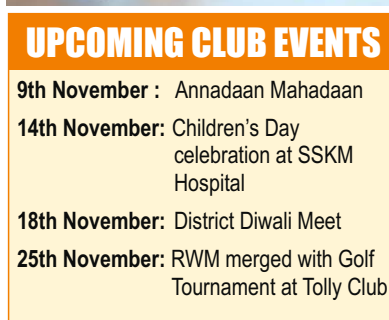 UPCOMING CLUB EVENTS
9th November : Annadaan Mahadaan
14th November: Children's Day
celebration at SSKM
Hospital
18th November: District Diwali Meet
25th November: RWM merged with Golf
Tournament at Tolly Club